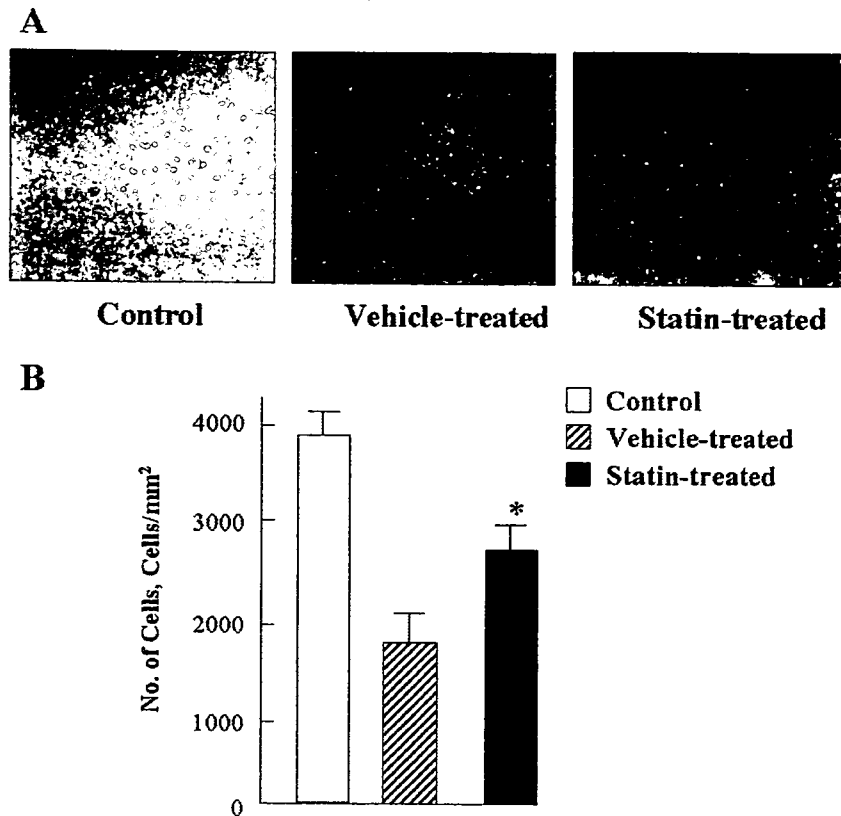 A
Control
Vehicle-treated
Statin-treated
B
No. of Cells, Cells/mm²
4000
3000
2000
1000
0
*
Control
Vehicle-treated
Statin-treated